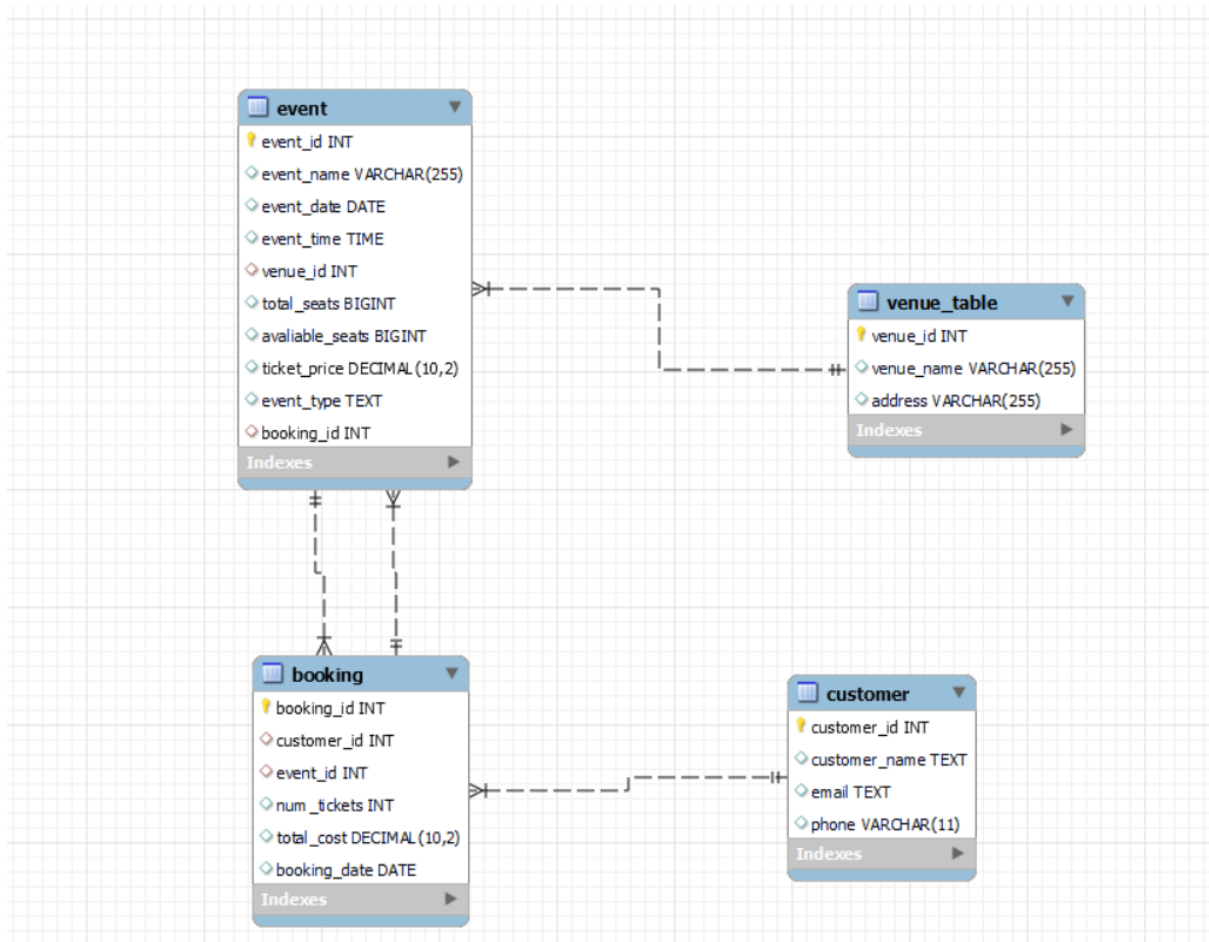 event
event_id INT
event_name VARCHAR(255)
event_date DATE
event_time TIME
venue_id INT
total_seats BIGINT
avaliable_seats BIGINT
ticket_price DECIMAL(10,2)
event_type TEXT
booking_id INT
Indexes
venue_table
venue_id INT
venue_name VARCHAR(255)
address VARCHAR(255)
Indexes
booking
booking_id INT
customer_id INT
event_id INT
num _tickets INT
total_cost DECIMAL(10,2)
booking_date DATE
Indexes
customer
customer_id INT
customer_name TEXT
email TEXT
phone VARCHAR(11)
Indexes